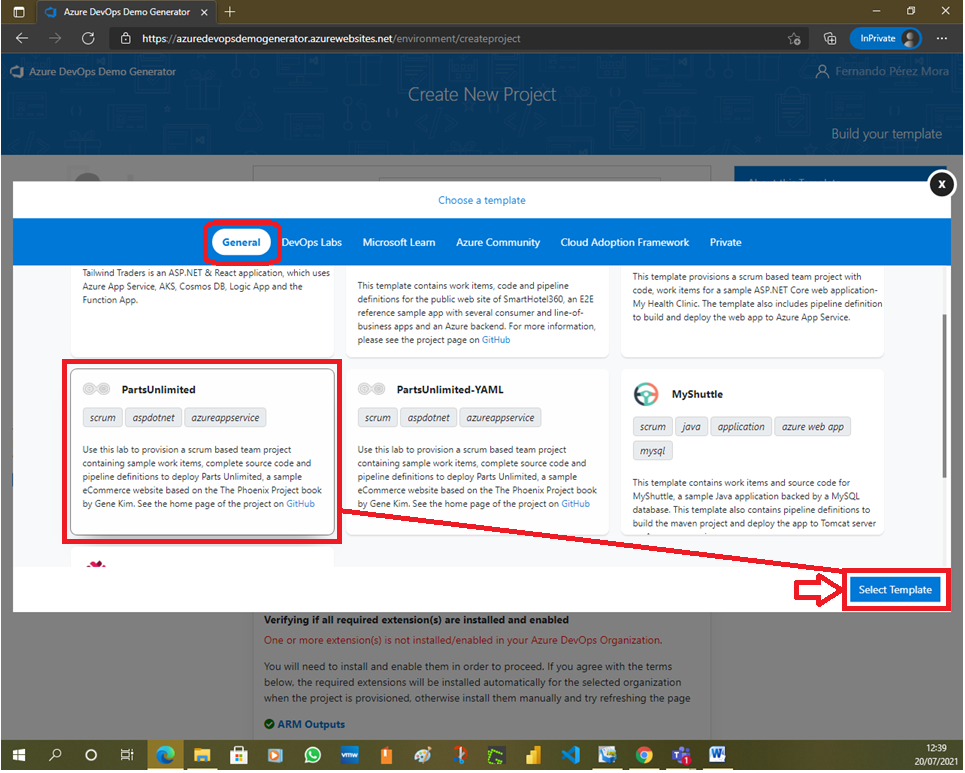 Azure DevOps Demo Generator
https://azuredevopsdemogenerator.azurewebsites.net/environment/createproject
InPrivate
Azure DevOps Demo Generator
Fernando Pérez Mora
Create New Project
Build your template
X
Choose a template
General
DevOps Labs
Microsoft Learn
Azure Community
Cloud Adoption Framework
Private
Tailwind Traders is an ASP.NET & React application, which uses
Azure App Service, AKS, Cosmos DB, Logic App and the
Function App.
This template contains work items, code and pipeline
definitions for the public web site of SmartHotel360, an E2E
reference sample app with several consumer and line-of-
business apps and an Azure backend. For more information,
please see the project page on GitHub
This template provisions a scrum based team project with
code, work items for a sample ASP.NET Core web application-
My Health Clinic. The template also includes pipeline definition
to build and deploy the web app to Azure App Service.
PartsUnlimited
scrum
aspdotnet
azureappservice
Use this lab to provision a scrum based team project
containing sample work items, complete source code and
pipeline definitions to deploy Parts Unlimited, a sample
eCommerce website based on the The Phoenix Project book
by Gene Kim. See the home page of the project on GitHub
PartsUnlimited-YAML
scrum
aspdotnet
azureappservice
Use this lab to provision a scrum based team project
containing sample work items, complete source code and
pipeline definitions to deploy Parts Unlimited, a sample
eCommerce website based on the The Phoenix Project book
by Gene Kim. See the home page of the project on GitHub
MyShuttle
scrum
java
application
azure web app
mysql
This template contains work items and source code for
MyShuttle, a sample Java application backed by a MySQL
database. This template also contains pipeline definitions to
build the maven project and deploy the app to Tomcat server
Select Template
Verifying if all required extension(s) are installed and enabled
One or more extension(s) is not installed/enabled in your Azure DevOps Organization.
You will need to install and enable them in order to proceed. If you agree with the terms
below, the required extensions will be installed automatically for the selected organization
when the project is provisioned, otherwise install them manually and try refreshing the page
ARM Outputs
vmw
12:39
20/07/2021